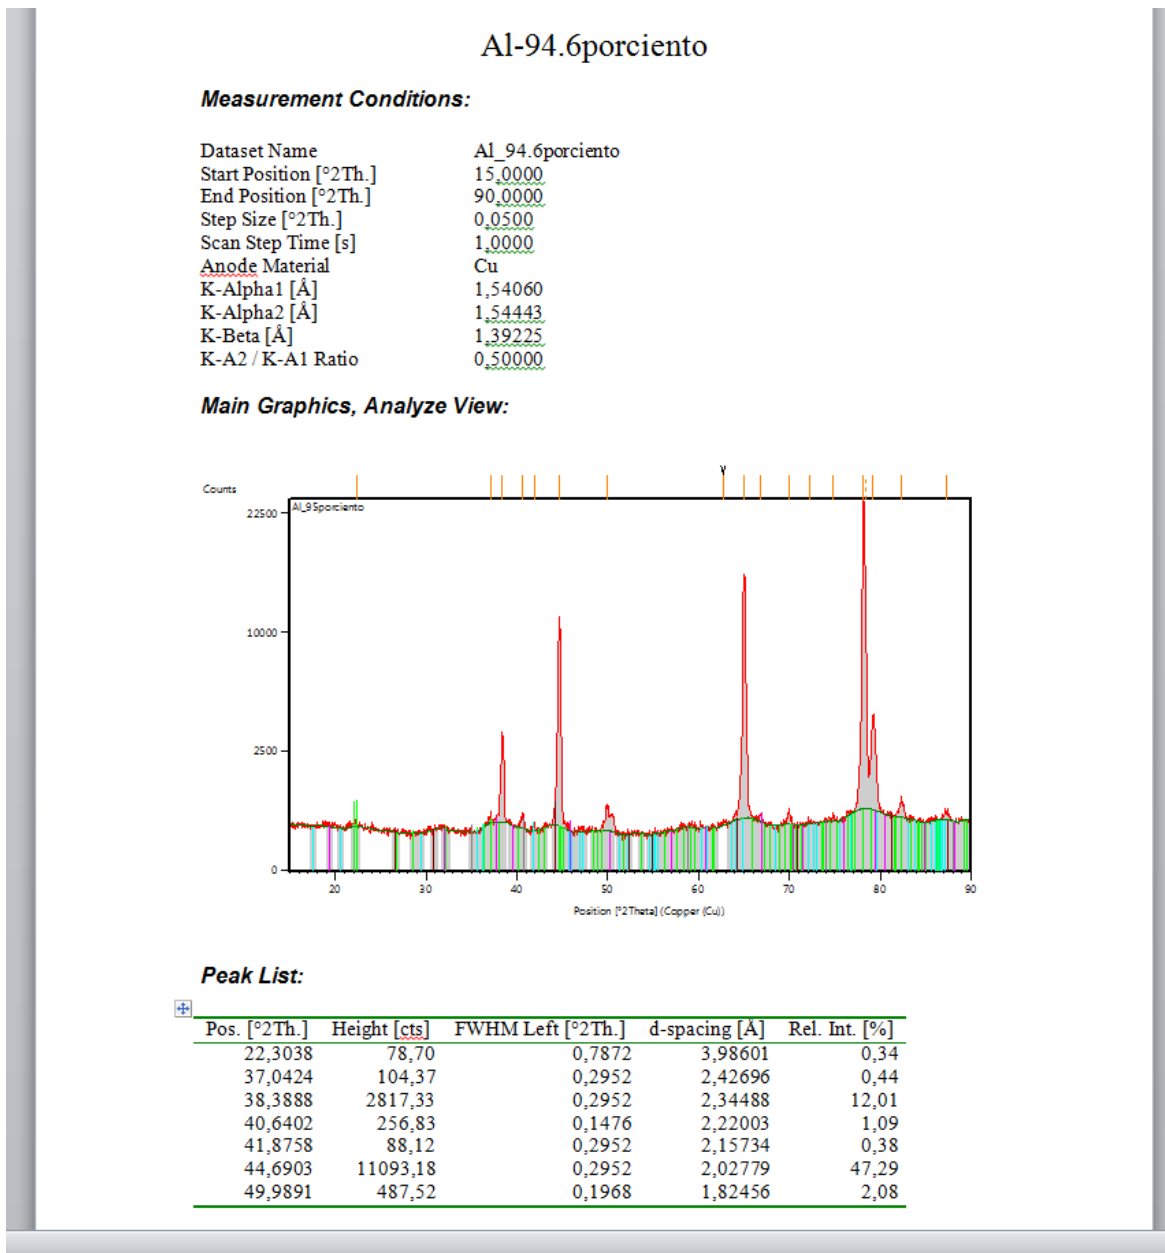 Al-94.6porciento
Measurement Conditions:
Dataset Name Al_94.6porciento
Start Position [°2Th.] 15,0000
End Position [°2Th.] 90,0000
Step Size [°2Th.] 0,0500
Scan Step Time [s] 1,0000
Anode Material Cu
K-Alpha1 [Å] 1,54060
K-Alpha2 [Å] 1,54443
K-Beta [Å] 1,39225
K-A2 / K-A1 Ratio 0,50000
Main Graphics, Analyze View:
Counts
Al_95porciento
22500
10000
2500
0
20 30 40 50 60 70 80 90
Position [°2Theta] (Copper (Cu))
Peak List:
Pos. [°2Th.] Height [cts] FWHM Left [°2Th.] d-spacing [Å] Rel. Int. [%]
22,3038 78,70 0,7872 3,98601 0,34
37,0424 104,37 0,2952 2,42696 0,44
38,3888 2817,33 0,2952 2,34488 12,01
40,6402 256,83 0,1476 2,22003 1,09
41,8758 88,12 0,2952 2,15734 0,38
44,6903 11093,18 0,2952 2,02779 47,29
49,9891 487,52 0,1968 1,82456 2,08